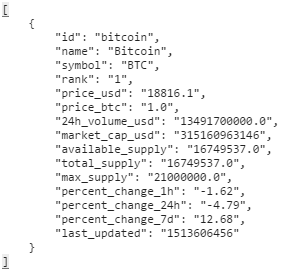 [
    {
        "id": "bitcoin",
        "name": "Bitcoin",
        "symbol": "BTC",
        "rank": "1",
        "price_usd": "18816.1",
        "price_btc": "1.0",
        "24h_volume_usd": "13491700000.0",
        "market_cap_usd": "315160963146",
        "available_supply": "16749537.0",
        "total_supply": "16749537.0",
        "max_supply": "21000000.0",
        "percent_change_1h": "-1.62",
        "percent_change_24h": "-4.79",
        "percent_change_7d": "12.68",
        "last_updated": "1513606456"
    }
]